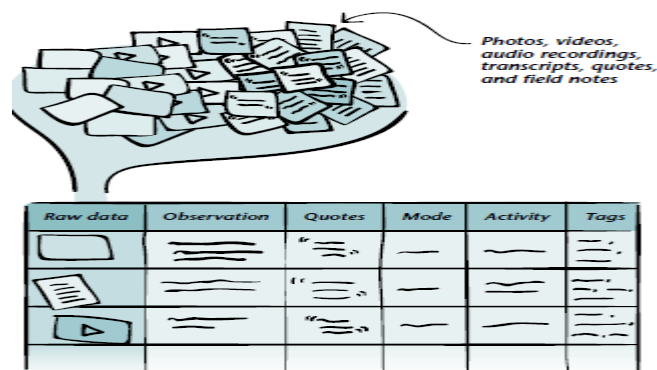 Photos, videos,
audio recordings,
transcripts, quotes,
and field notes
Raw data Observation Quotes Mode Activity Tags